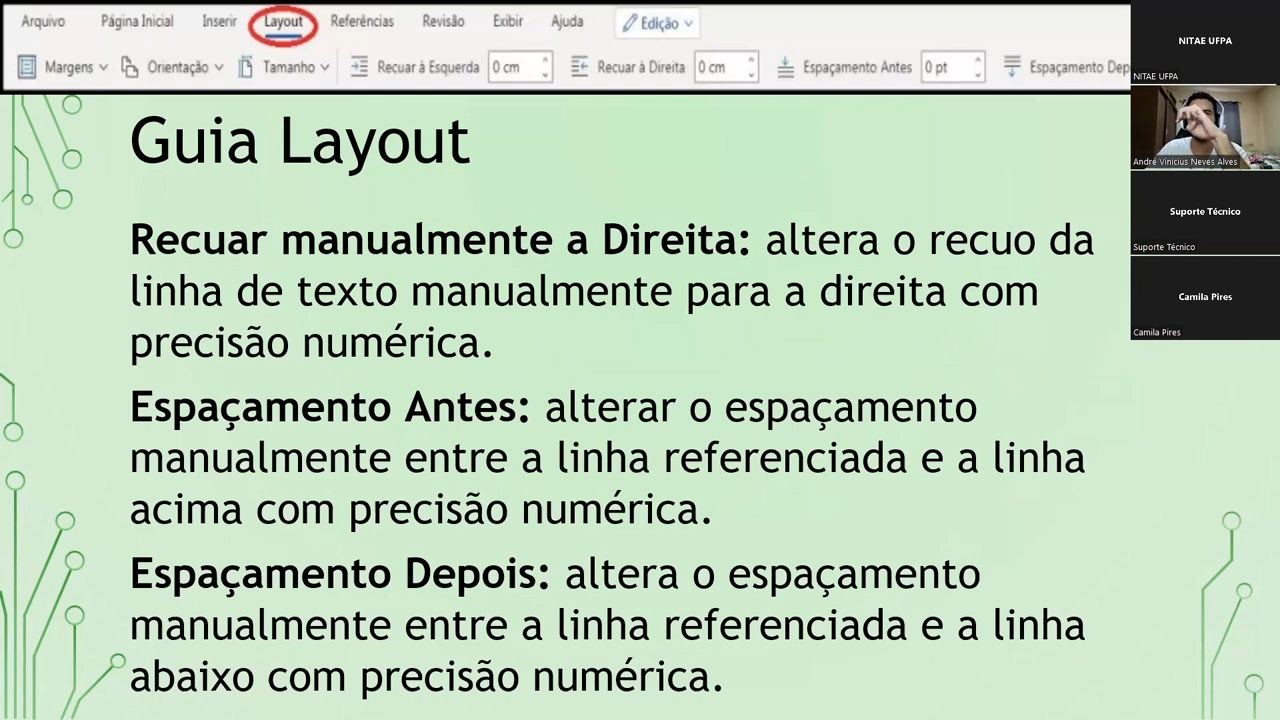 Arquivo Página Inicial Inserir Layout Referências Revisão Exibir Ajuda Edição
Margens Orientação Tamanho Recuar à Esquerda 0 cm Recuar à Direita 0 cm Espaçamento Antes 0 pt Espaçamento Dep
NITAE UFPA
NITAE UFPA
André Vinicius Neves Alves
Suporte Técnico
Suporte Técnico
Camila Pires
Camila Pires
Guia Layout
Recuar manualmente a Direita: altera o recuo da
linha de texto manualmente para a direita com
precisão numérica.
Espaçamento Antes: alterar o espaçamento
manualmente entre a linha referenciada e a linha
acima com precisão numérica.
Espaçamento Depois: altera o espaçamento
manualmente entre a linha referenciada e a linha
abaixo com precisão numérica.